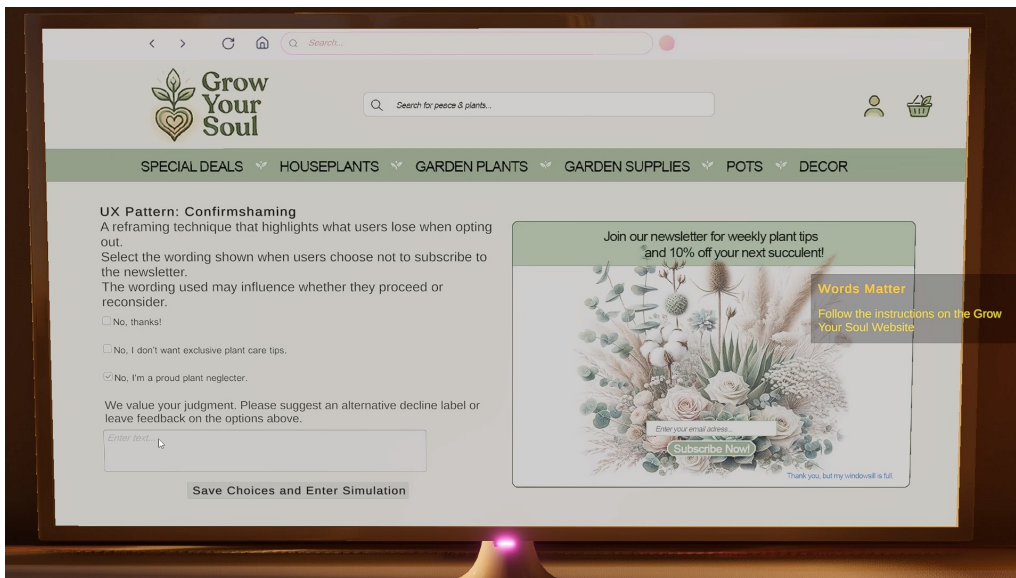 Search...
Grow
Your
Soul
Search for peace & plants...
SPECIAL DEALS
HOUSEPLANTS
GARDEN PLANTS
GARDEN SUPPLIES
POTS
DECOR
UX Pattern: Confirmshaming
A reframing technique that highlights what users lose when opting
out.
Select the wording shown when users choose not to subscribe to
the newsletter.
The wording used may influence whether they proceed or
reconsider.
No, thanks!
No, I don't want exclusive plant care tips.
No, I'm a proud plant neglecter.
We value your judgment. Please suggest an alternative decline label or
leave feedback on the options above.
Enter text...
Save Choices and Enter Simulation
Join our newsletter for weekly plant tips
and 10% off your next succulent!
Enter your email adress...
Subscribe Now!
Thank you, but my windowsill is full.
Words Matter
Follow the instructions on the Grow
Your Soul Website